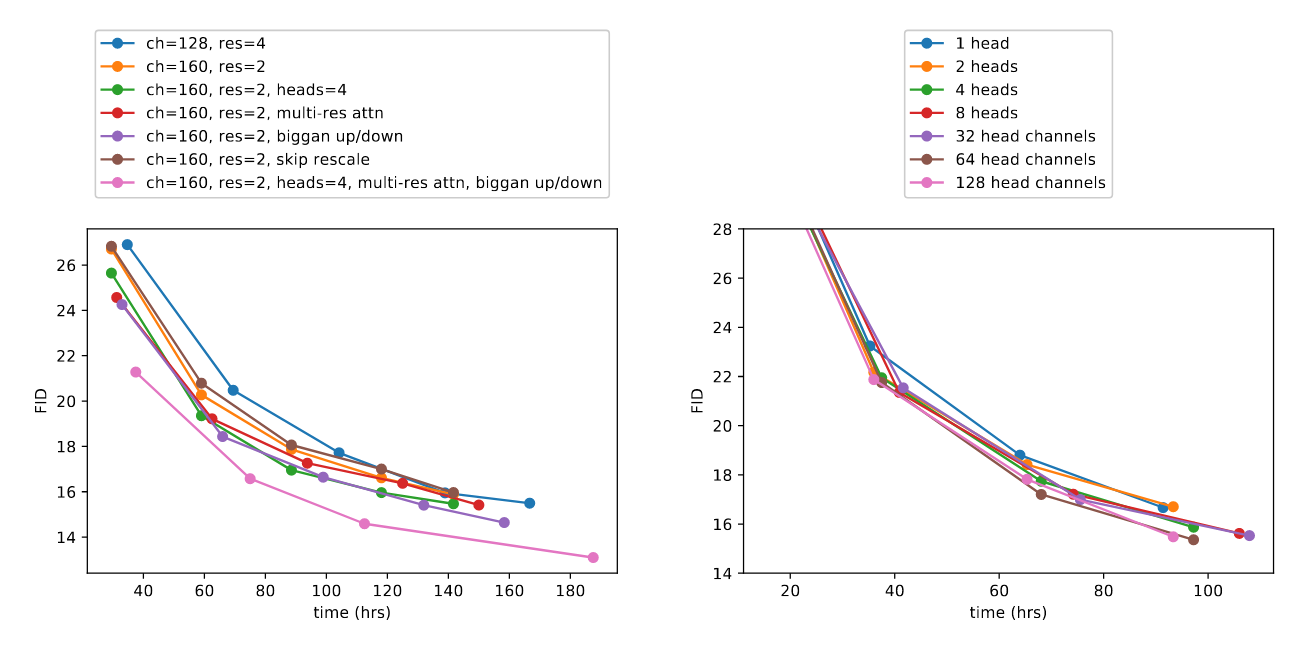 ch=128, res=4
ch=160, res=2
ch=160, res=2, heads=4
ch=160, res=2, multi-res attn
ch=160, res=2, biggan up/down
ch=160, res=2, skip rescale
ch=160, res=2, heads=4, multi-res attn, biggan up/down
26
24
22
20
18
16
14
FID
40 60 80 100 120 140 160 180
time (hrs)
1 head
2 heads
4 heads
8 heads
32 head channels
64 head channels
128 head channels
28
26
24
22
20
18
16
14
FID
20 40 60 80 100
time (hrs)